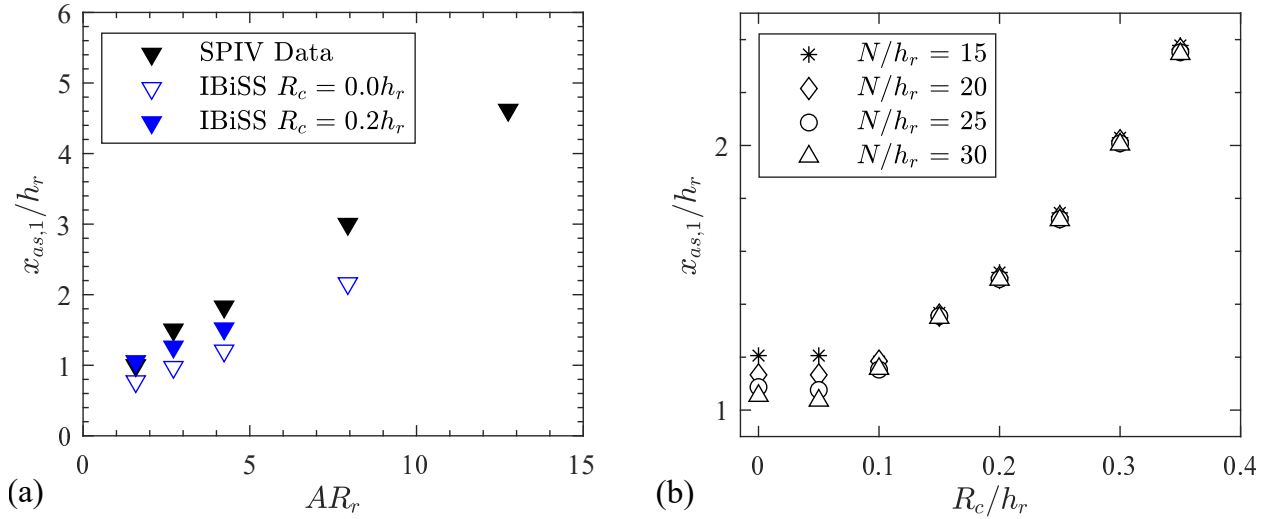 6
5
4
3
2
1
0
x_{as,1}/h_r
SPIV Data
IBiSS R_c = 0.0h_r
IBiSS R_c = 0.2h_r
0 5 10 15
AR_r
(a)
2
1
x_{as,1}/h_r
N/h_r = 15
N/h_r = 20
N/h_r = 25
N/h_r = 30
0 0.1 0.2 0.3 0.4
R_c/h_r
(b)